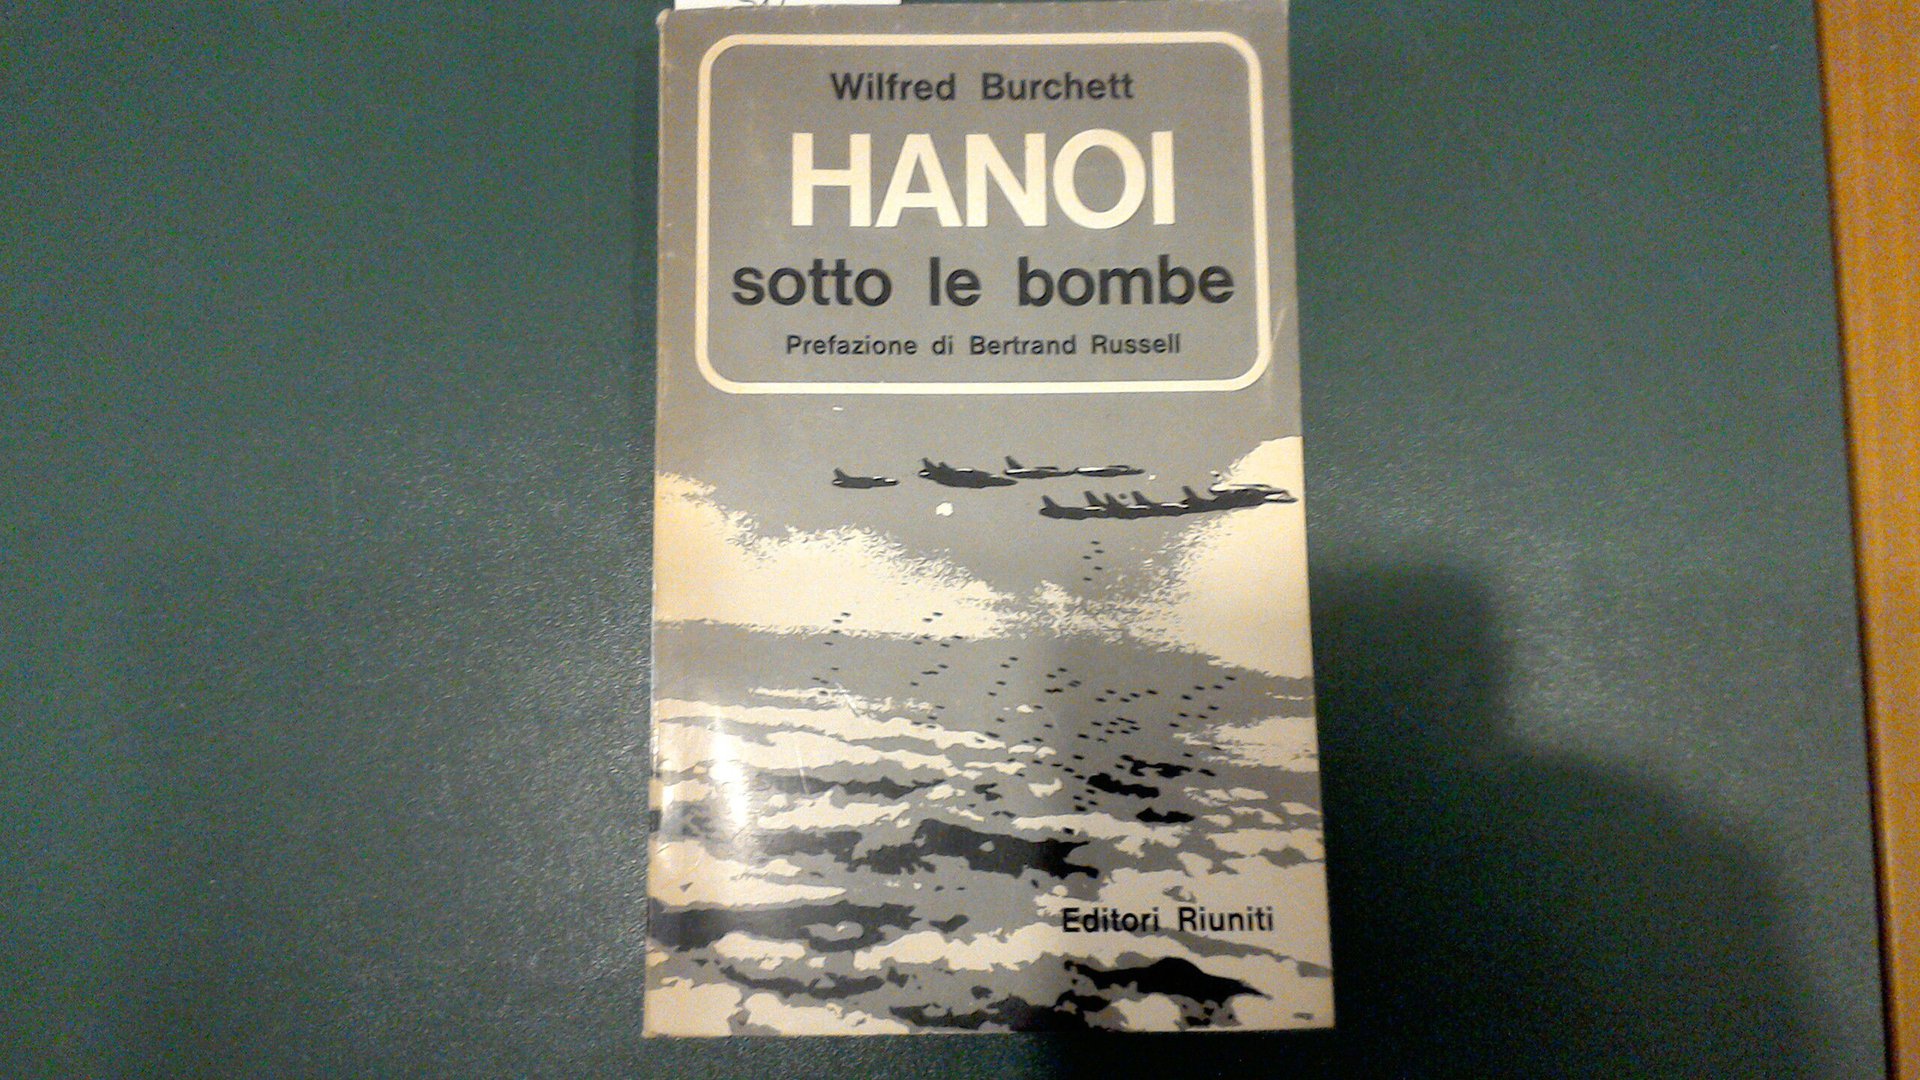 Wilfred Burchett
HANOI
sotto le bombe
Prefazione di Bertrand Russell
Editori Riuniti